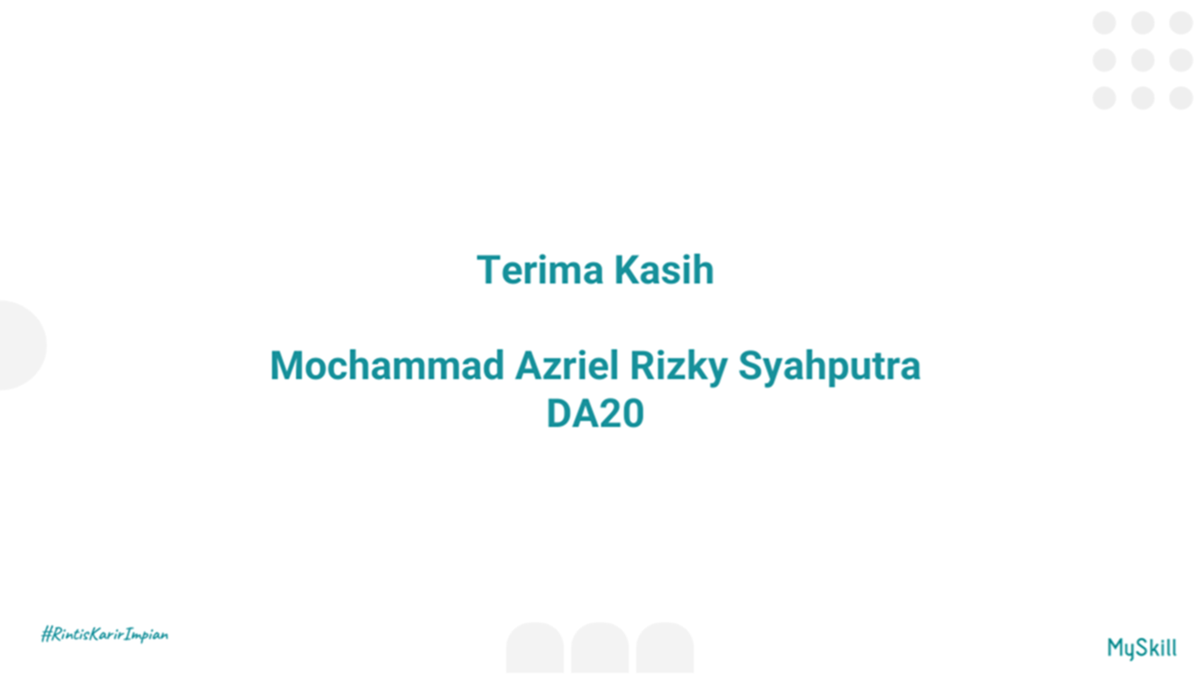 Terima Kasih
Mochammad Azriel Rizky Syahputra
DA20
#RintisKarirImpian
MySkill